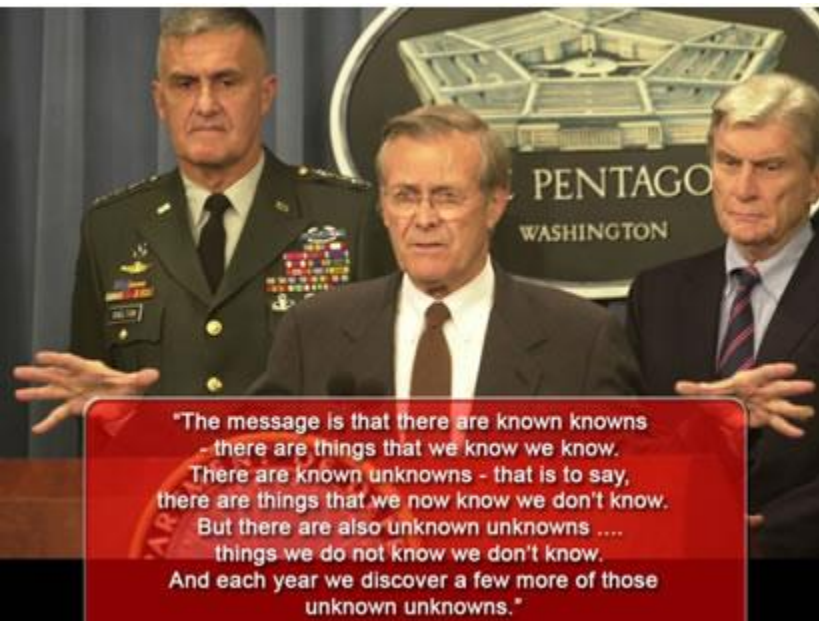 PENTAGO
WASHINGTON
"The message is that there are known knowns
- there are things that we know we know.
There are known unknowns - that is to say,
there are things that we now know we don't know.
But there are also unknown unknowns ....
things we do not know we don't know.
And each year we discover a few more of those
unknown unknowns."